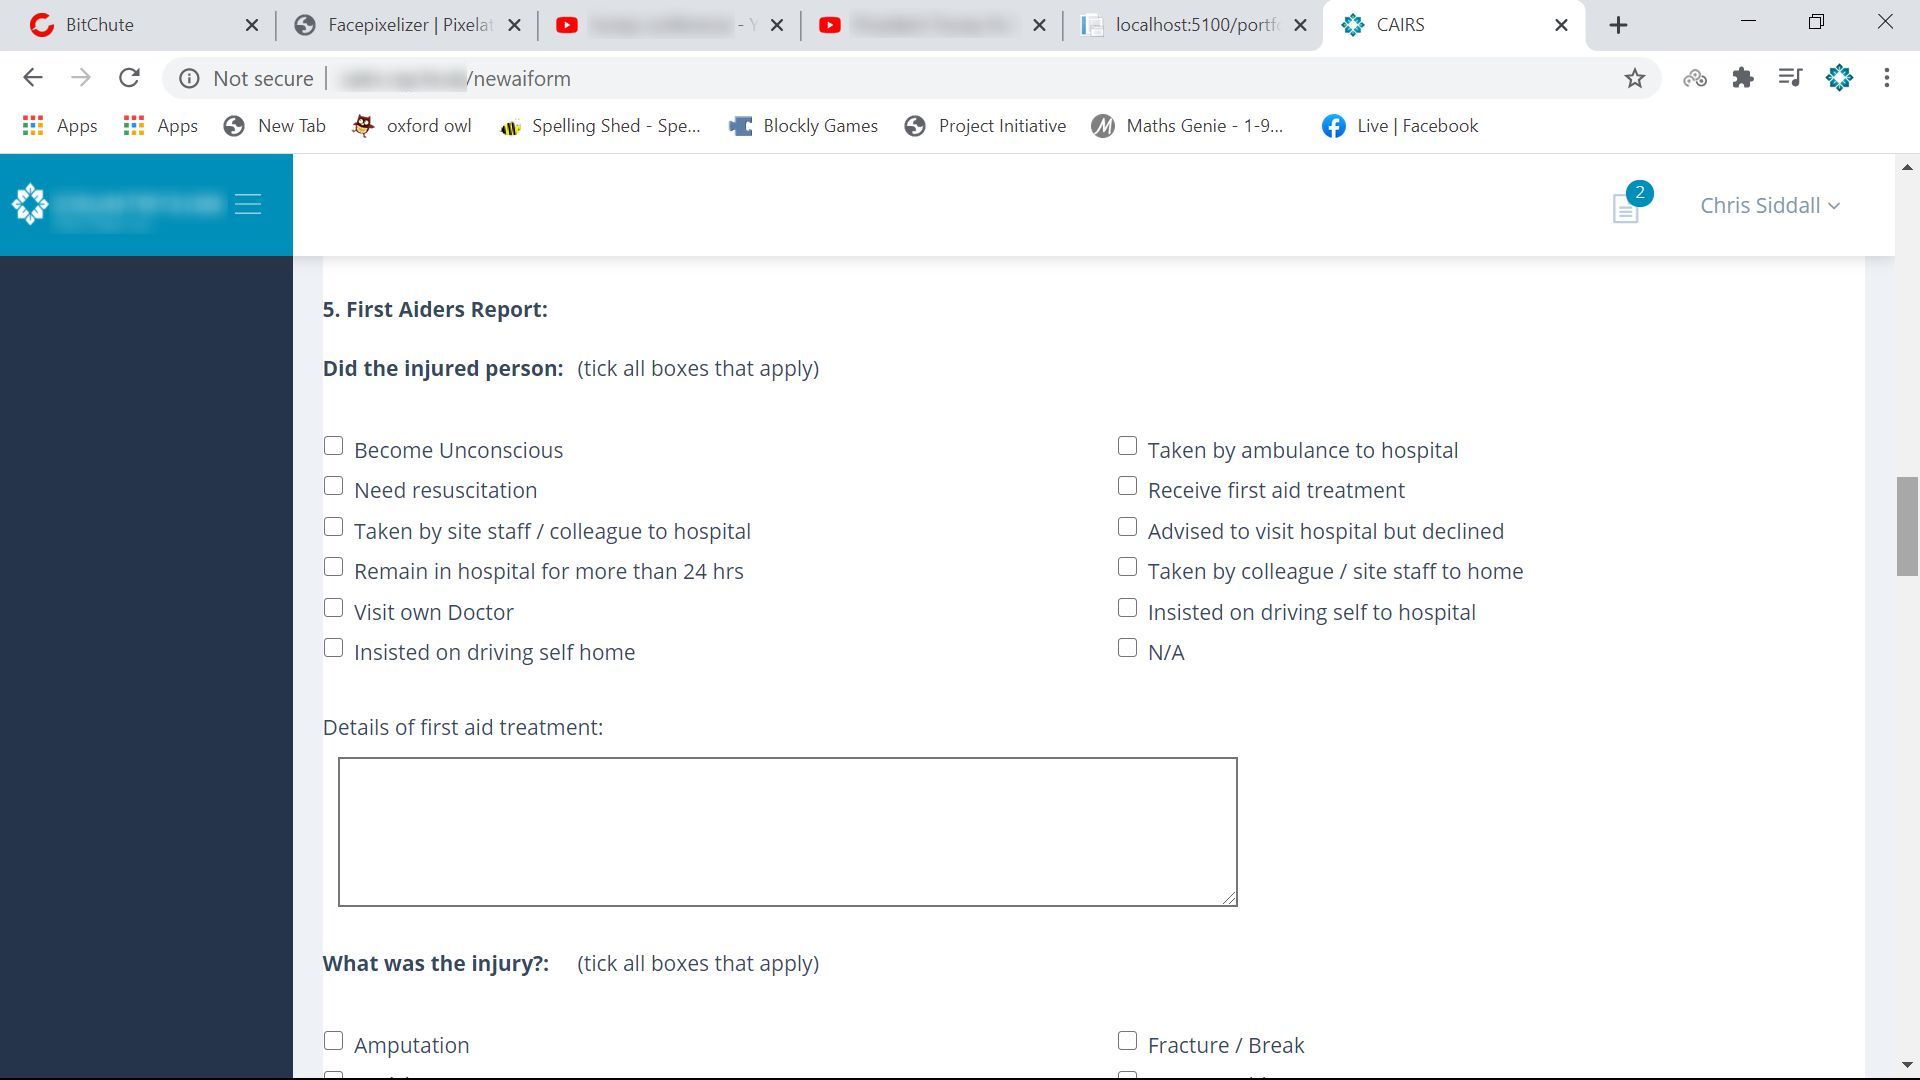 BitChute
Facepixelizer | Pixelat
- Y
localhost:5100/portfo
CAIRS
Not secure
/newaiform
Apps
Apps
New Tab
oxford owl
Spelling Shed - Spe...
Blockly Games
Project Initiative
Maths Genie - 1-9...
Live | Facebook
2
Chris Siddall
5. First Aiders Report:
Did the injured person: (tick all boxes that apply)
Become Unconscious
Taken by ambulance to hospital
Need resuscitation
Receive first aid treatment
Taken by site staff / colleague to hospital
Advised to visit hospital but declined
Remain in hospital for more than 24 hrs
Taken by colleague / site staff to home
Visit own Doctor
Insisted on driving self to hospital
Insisted on driving self home
N/A
Details of first aid treatment:
What was the injury?: (tick all boxes that apply)
Amputation
Fracture / Break